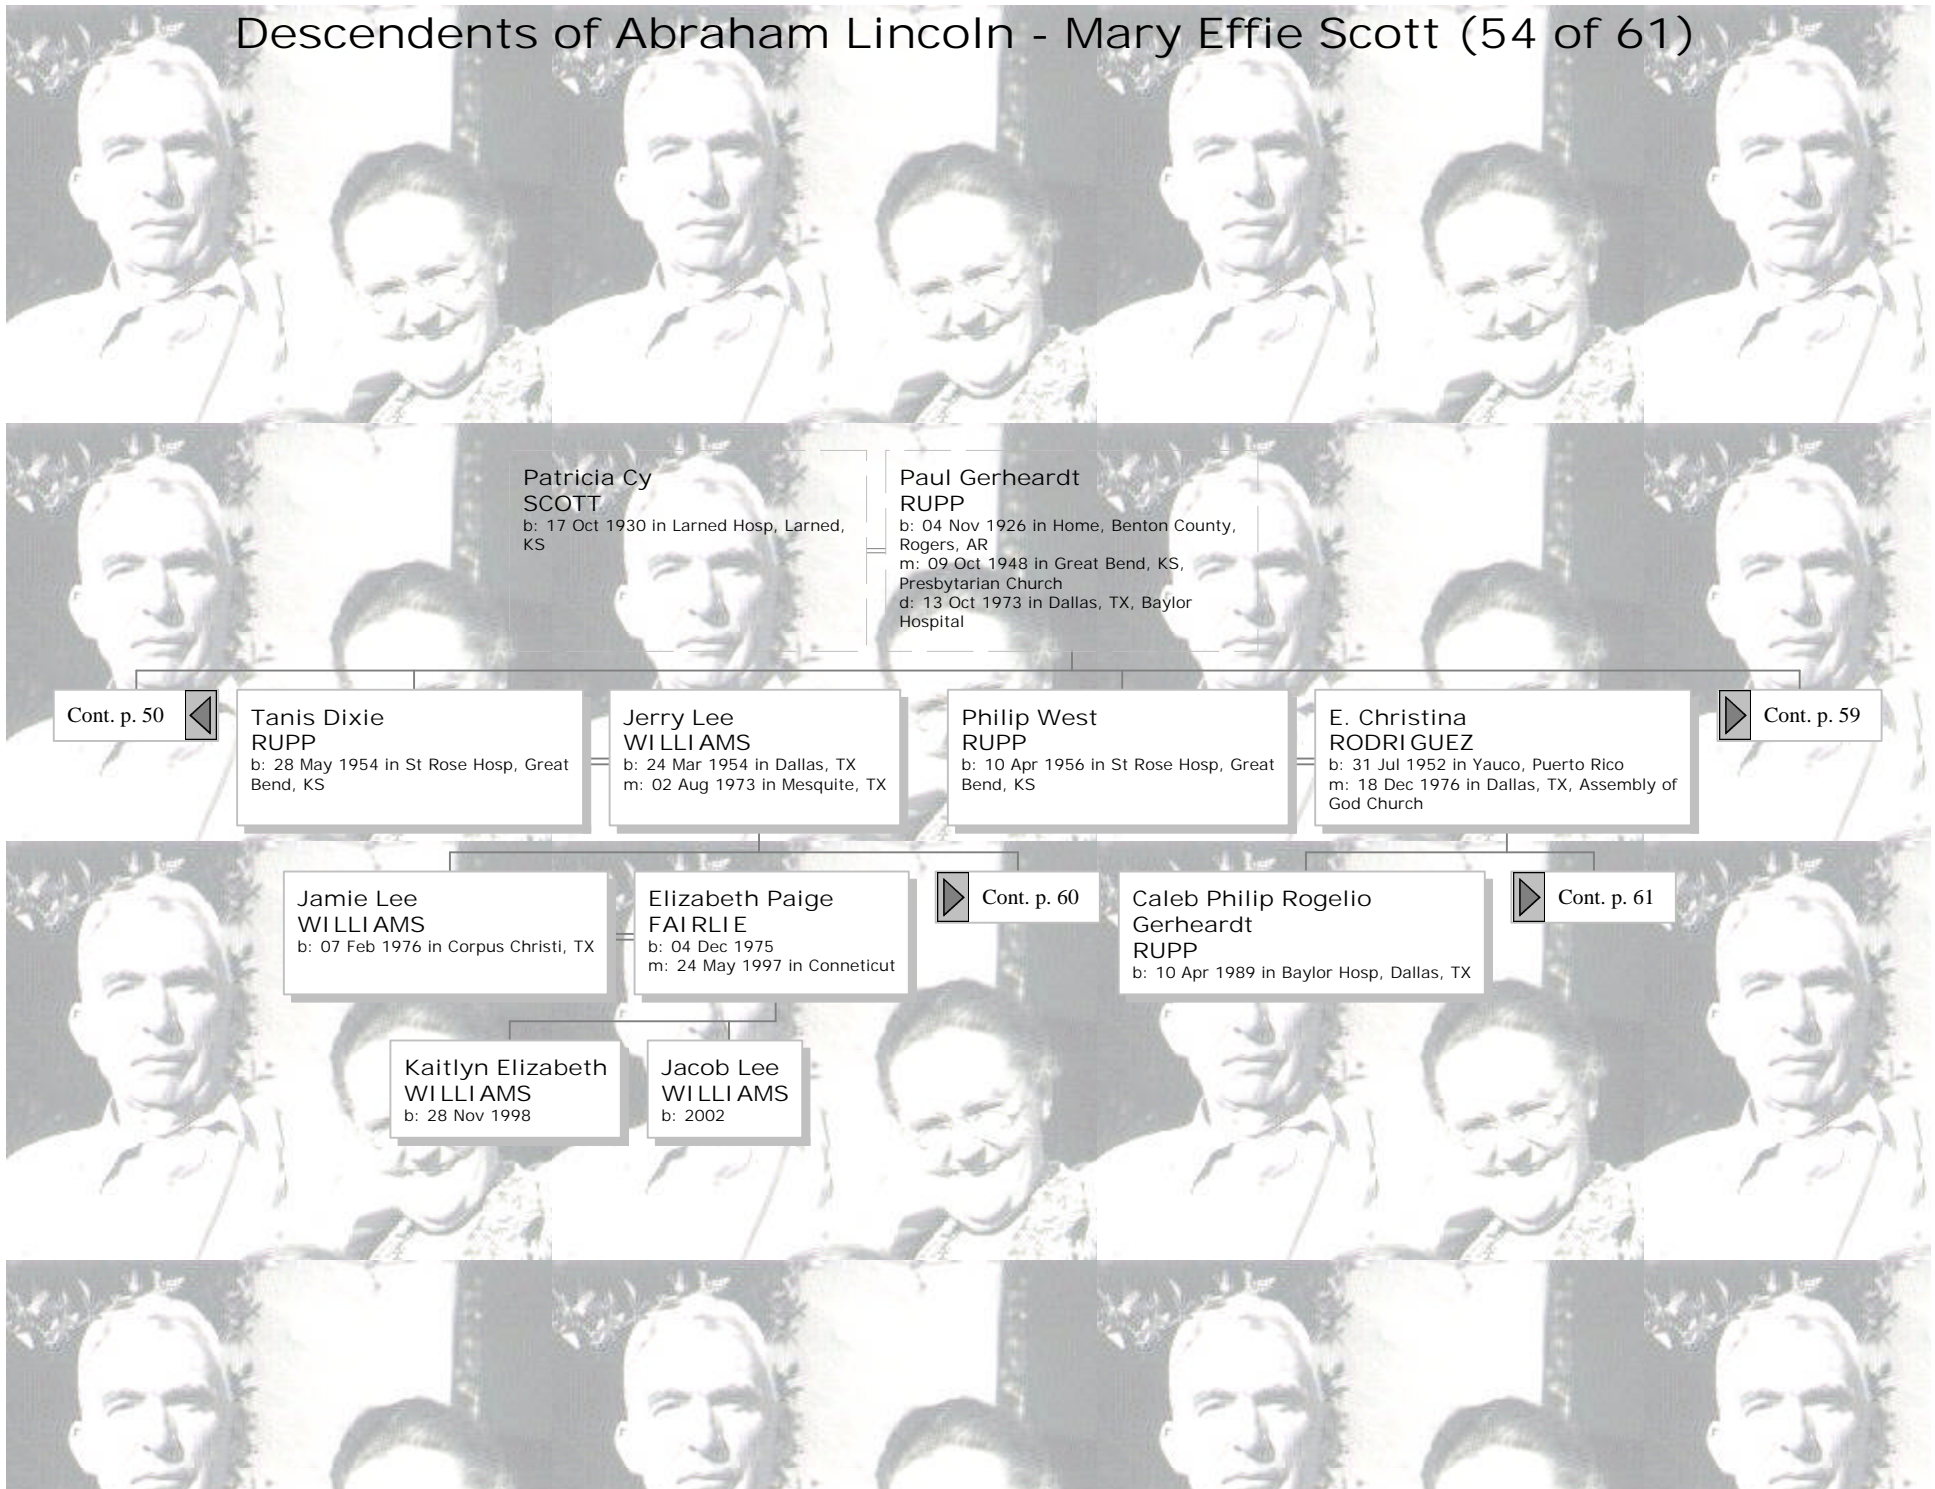 Descendents of Abraham Lincoln - Mary Effie Scott (54 of 61)
Patricia Cy
SCOTT
b: 17 Oct 1930 in Larned Hosp, Larned,
KS
Paul Gerheardt
RUPP
b: 04 Nov 1926 in Home, Benton County,
Rogers, AR
m: 09 Oct 1948 in Great Bend, KS,
Presbytarian Church
d: 13 Oct 1973 in Dallas, TX, Baylor
Hospital
Cont. p. 50
Tanis Dixie
RUPP
b: 28 May 1954 in St Rose Hosp, Great
Bend, KS
Jerry Lee
WILLIAMS
b: 24 Mar 1954 in Dallas, TX
m: 02 Aug 1973 in Mesquite, TX
Philip West
RUPP
b: 10 Apr 1956 in St Rose Hosp, Great
Bend, KS
E. Christina
RODRIGUEZ
b: 31 Jul 1952 in Yauco, Puerto Rico
m: 18 Dec 1976 in Dallas, TX, Assembly of
God Church
Cont. p. 59
Jamie Lee
WILLIAMS
b: 07 Feb 1976 in Corpus Christi, TX
Elizabeth Paige
FAIRLIE
b: 04 Dec 1975
m: 24 May 1997 in Conneticut
Cont. p. 60
Caleb Philip Rogelio
Gerheardt
RUPP
b: 10 Apr 1989 in Baylor Hosp, Dallas, TX
Cont. p. 61
Kaitlyn Elizabeth
WILLIAMS
b: 28 Nov 1998
Jacob Lee
WILLIAMS
b: 2002